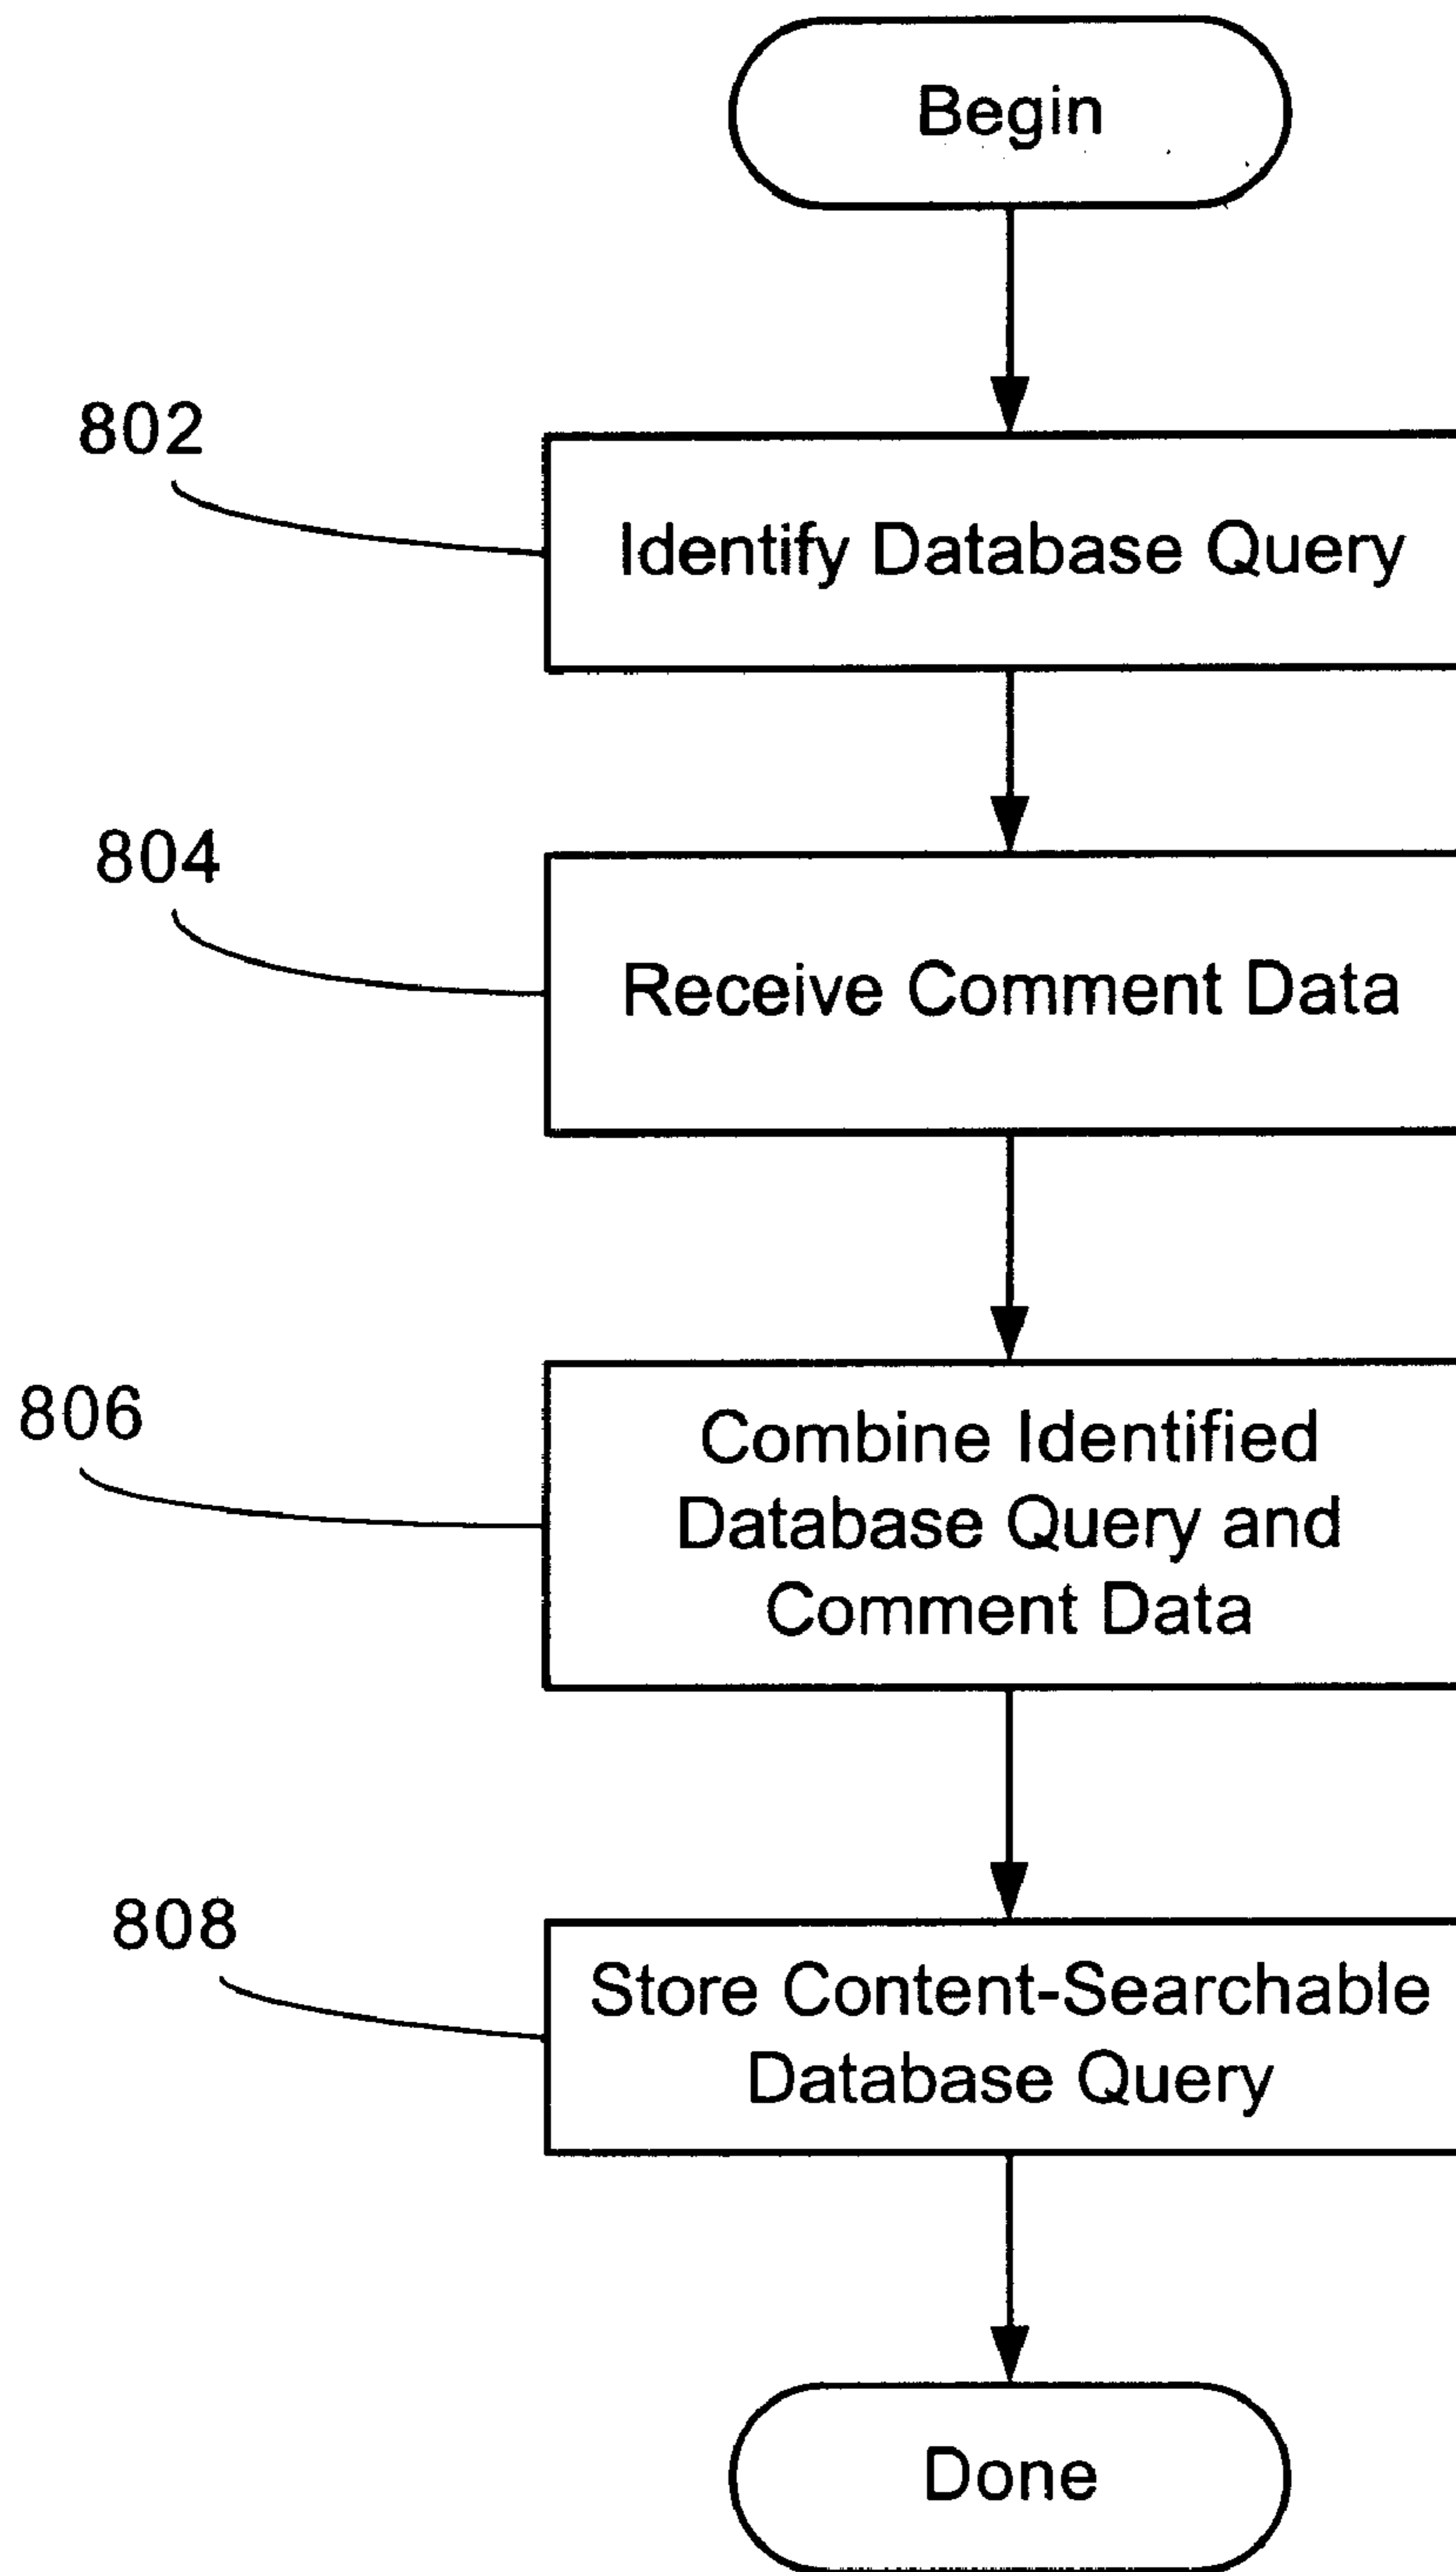 Begin
802
Identify Database Query
804
Receive Comment Data
806
Combine Identified
Database Query and
Comment Data
808
Store Content-Searchable
Database Query
Done